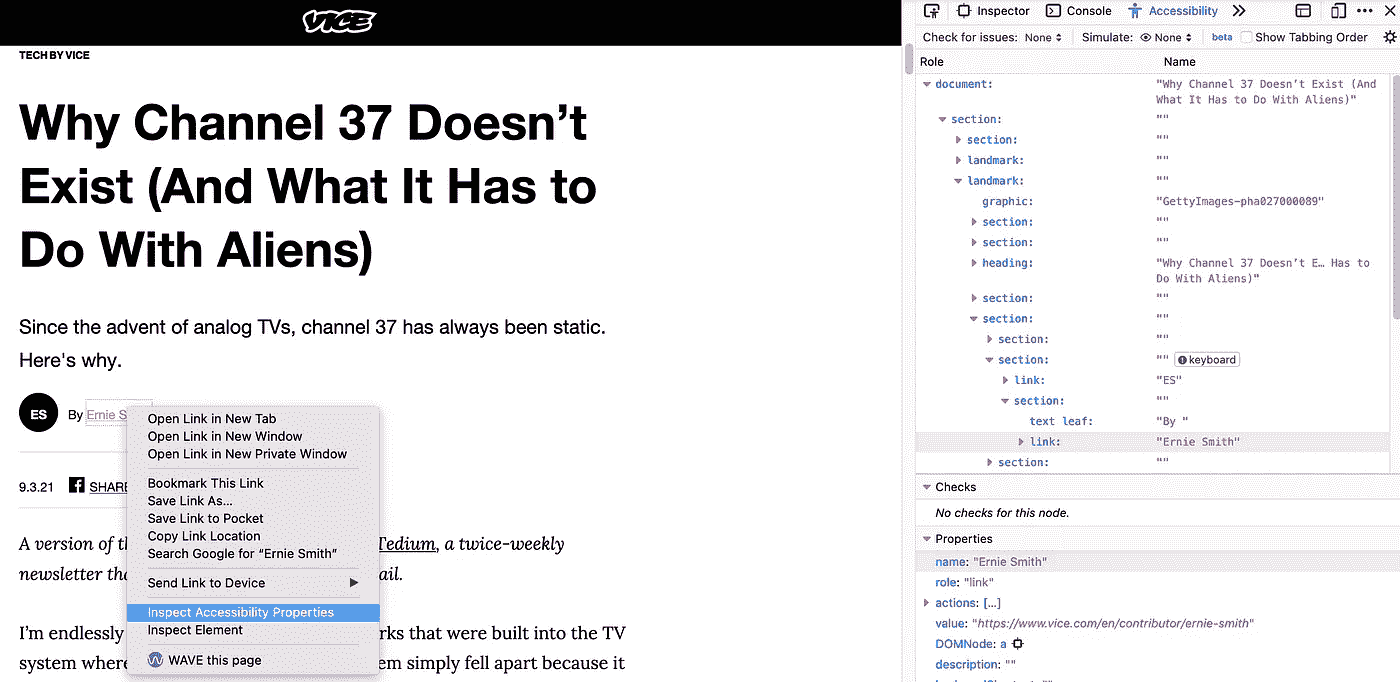 VICE
TECH BY VICE
Why Channel 37 Doesn’t
Exist (And What It Has to
Do With Aliens)
Since the advent of analog TVs, channel 37 has always been static.
Here's why.
ES By Ernie S
9.3.21 SHARE
A version of th
Tedium, a twice-weekly
newsletter tha
ail.
I’m endlessly
rks that were built into the TV
system where
em simply fell apart because it
Open Link in New Tab
Open Link in New Window
Open Link in New Private Window
Bookmark This Link
Save Link As...
Save Link to Pocket
Copy Link Location
Search Google for “Ernie Smith”
Send Link to Device
Inspect Accessibility Properties
Inspect Element
WAVE this page
Inspector Console Accessibility
Check for issues: None Simulate: None beta Show Tabbing Order
Role Name
document: "Why Channel 37 Doesn’t Exist (And
What It Has to Do With Aliens)"
section: ""
section: ""
landmark: ""
landmark: ""
graphic: "GettyImages-pha027000089"
section: ""
section: ""
heading: "Why Channel 37 Doesn’t E… Has to
Do With Aliens)"
section: ""
section: ""
section: ""
section: "" keyboard
link: "ES"
section: ""
text leaf: "By "
link: "Ernie Smith"
section: ""
Checks
No checks for this node.
Properties
name: "Ernie Smith"
role: "link"
actions: […]
value: "https://www.vice.com/en/contributor/ernie-smith"
DOMNode: a
description: ""